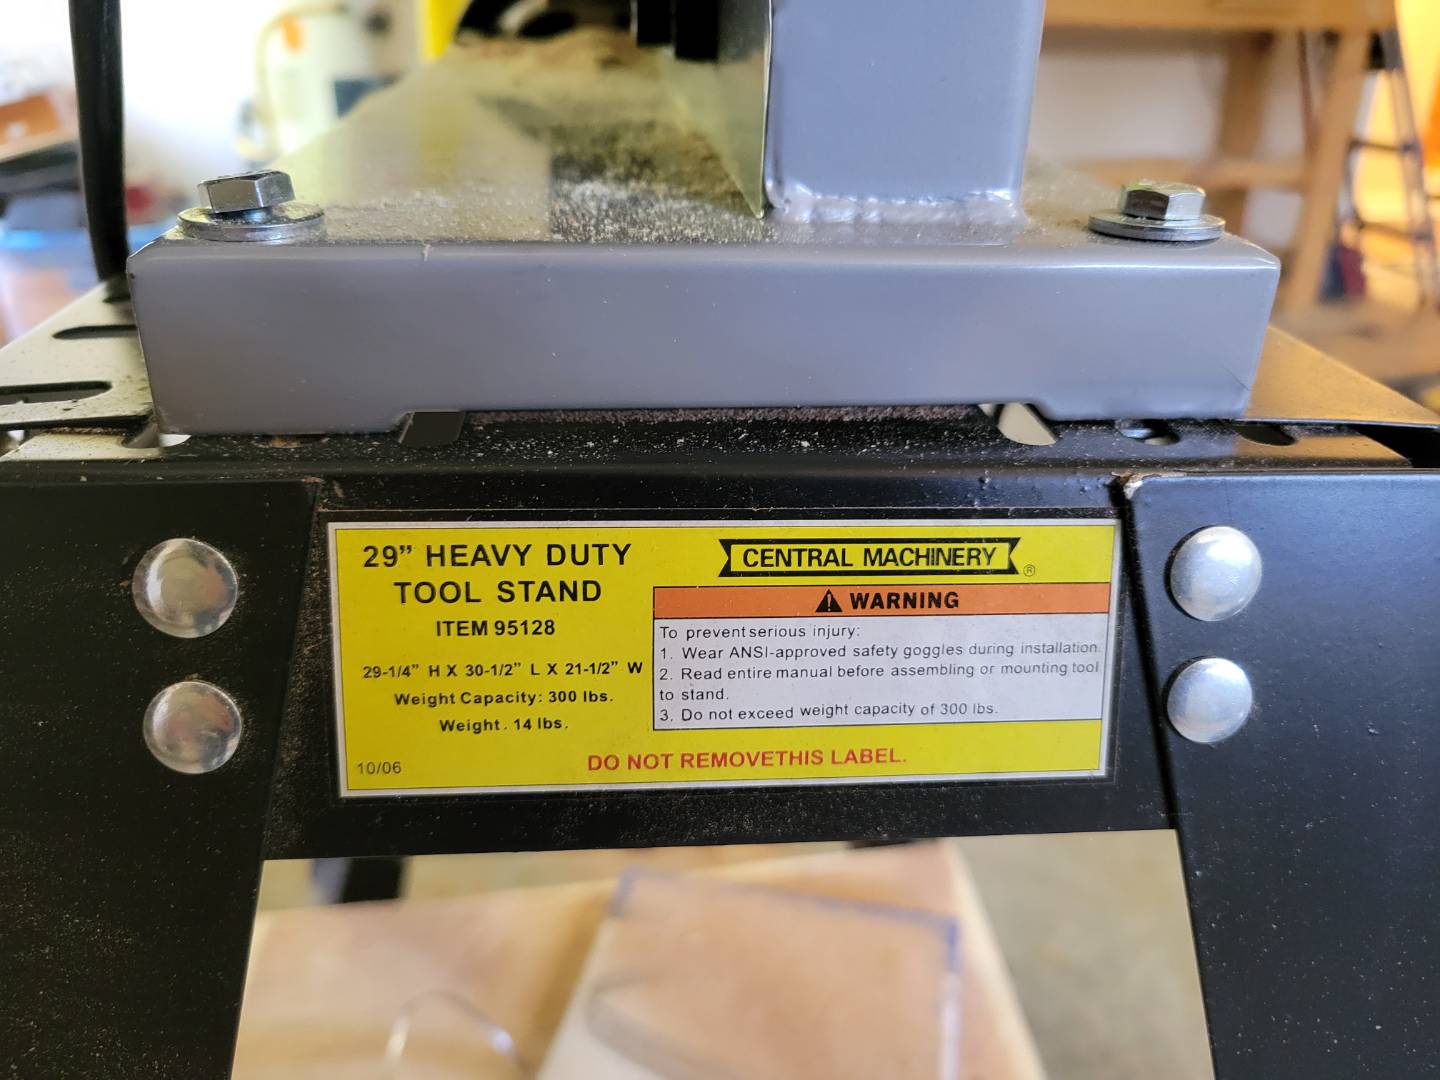 29” HEAVY DUTY
TOOL STAND
ITEM 95128
29-1/4” H X 30-1/2” L X 21-1/2” W
Weight Capacity: 300 lbs.
Weight. 14 lbs.
10/06
CENTRAL MACHINERY ®
WARNING
To prevent serious injury:
1. Wear ANSI-approved safety goggles during installation.
2. Read entire manual before assembling or mounting tool
to stand.
3. Do not exceed weight capacity of 300 lbs.
DO NOT REMOVETHIS LABEL.